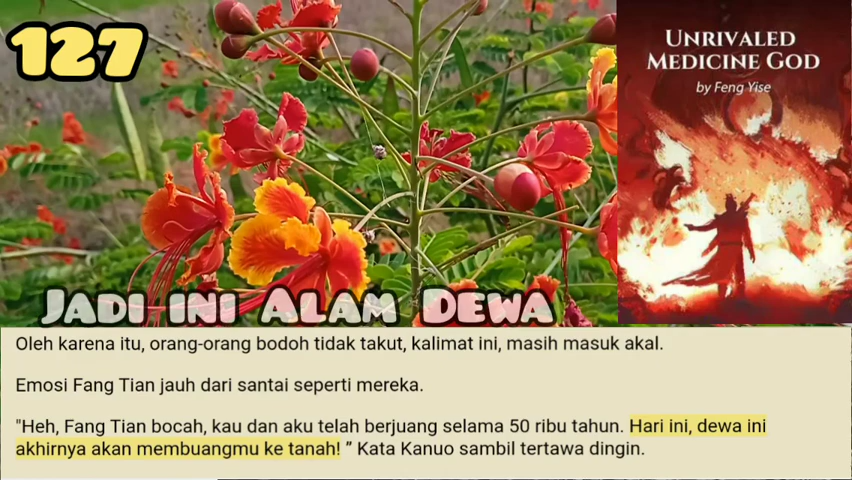 127
UNRIVALED
MEDICINE GOD
by Feng Yise
JADI INI ALAM DEWA
Oleh karena itu, orang-orang bodoh tidak takut, kalimat ini, masih masuk akal.
Emosi Fang Tian jauh dari santai seperti mereka.
"Heh, Fang Tian bocah, kau dan aku telah berjuang selama 50 ribu tahun. Hari ini, dewa ini
akhirnya akan membuangmu ke tanah! ” Kata Kanuo sambil tertawa dingin.